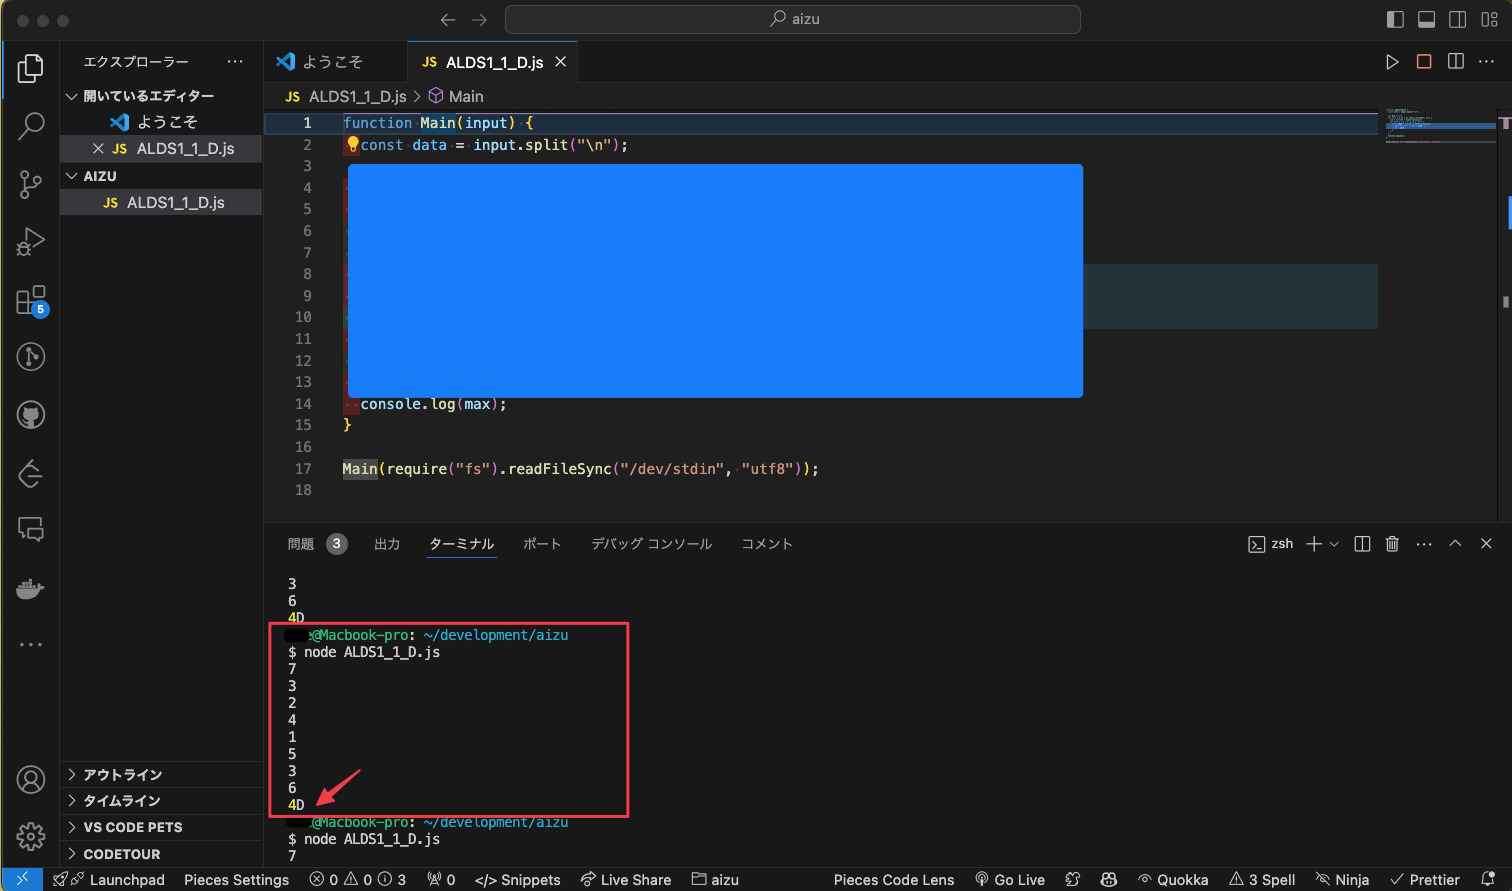 aizu
エクスプローラー ···
開いているエディター
ようこそ
JS ALDS1_1_D.js
AIZU
JS ALDS1_1_D.js
アウトライン
タイムライン
VS CODE PETS
CODETOUR
5
ようこそ
JS ALDS1_1_D.js
JS ALDS1_1_D.js > Main
1 function Main(input) {
2 const data = input.split("\n");
3
4
5
6
7
8
9
10
11
12
13
14 console.log(max);
15 }
16
17 Main(require("fs").readFileSync("/dev/stdin", "utf8"));
18
問題 3 出力 ターミナル ポート デバッグ コンソール コメント
zsh
3
6
4D
@Macbook-pro: ~/development/aizu
$ node ALDS1_1_D.js
7
3
2
4
1
5
3
6
4D
@Macbook-pro: ~/development/aizu
$ node ALDS1_1_D.js
7
Launchpad Pieces Settings 0 0 3 0 </> Snippets Live Share aizu Pieces Code Lens Go Live Quokka 3 Spell Ninja Prettier